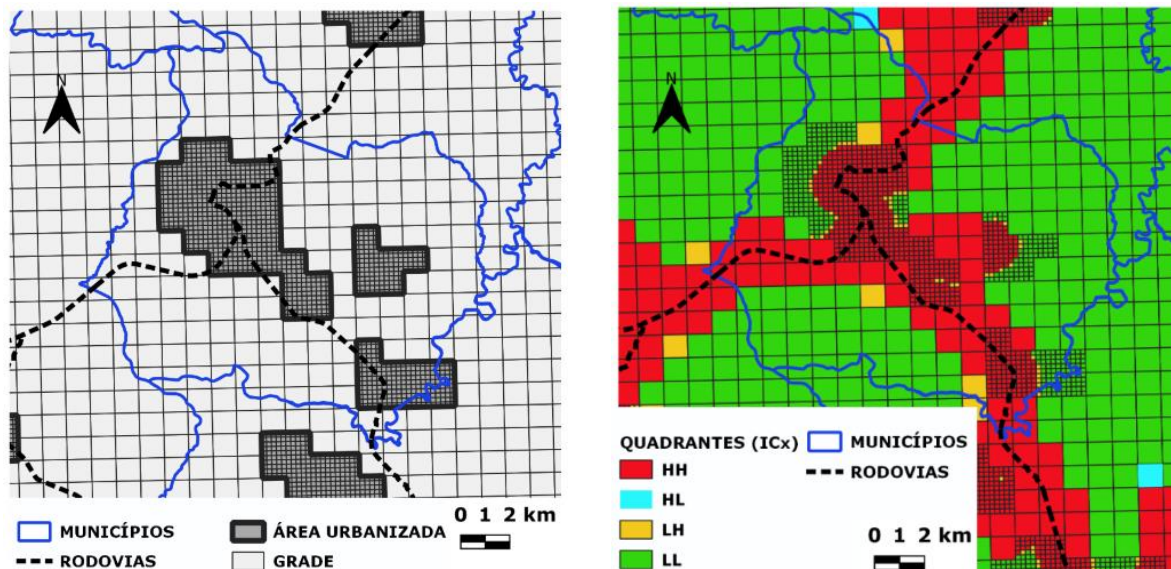 N
MUNICÍPIOS
RODOVIAS
ÁREA URBANIZADA
GRADE
0 1 2 km
N
QUADRANTES (ICx)
HH
HL
LH
LL
MUNICÍPIOS
RODOVIAS
0 1 2 km